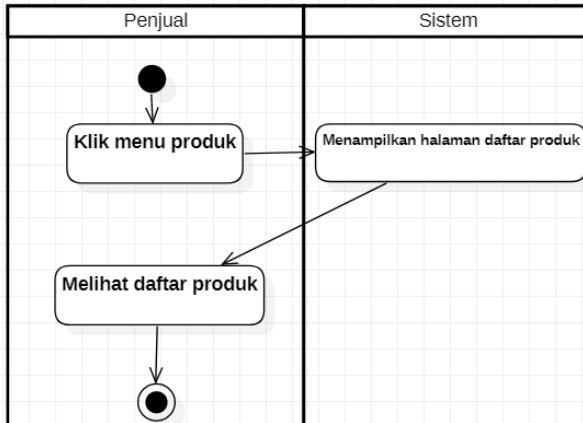 Penjual
Sistem
Klik menu produk
Menampilkan halaman daftar produk
Melihat daftar produk